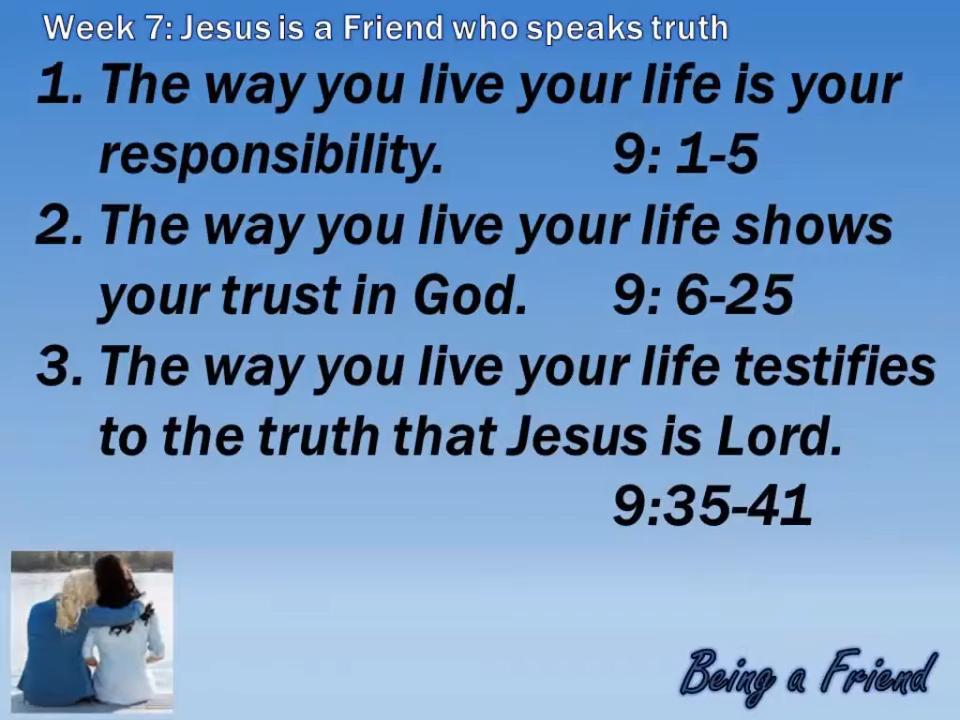 Week 7: Jesus is a Friend who speaks truth
1. The way you live your life is your
responsibility. 9: 1-5
2. The way you live your life shows
your trust in God. 9: 6-25
3. The way you live your life testifies
to the truth that Jesus is Lord.
9:35-41
Being a Friend